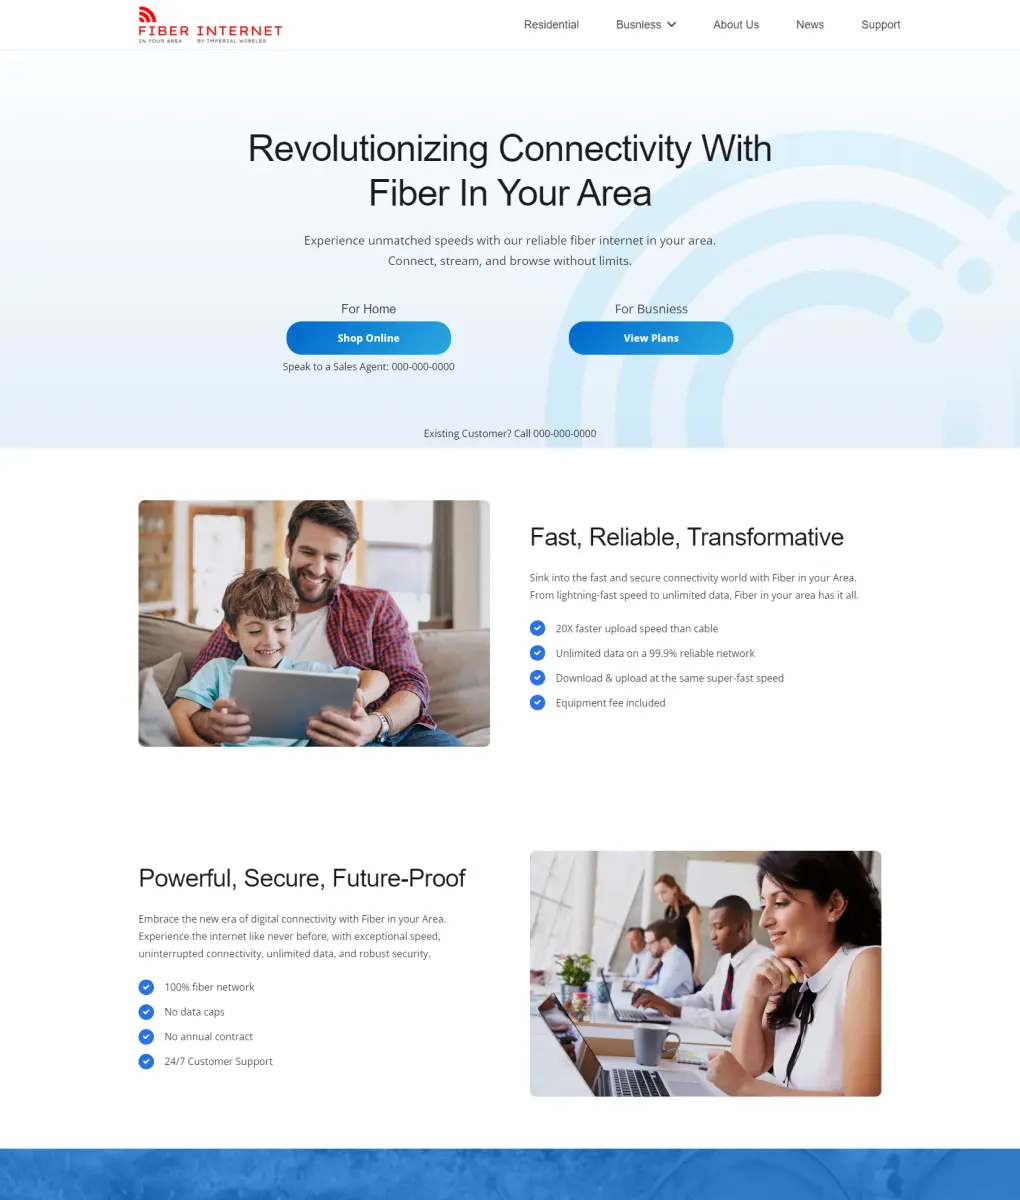 FIBER INTERNET
IN YOUR AREA BY IMPERIAL WIRELES
Residential
Busniess
About Us
News
Support
Revolutionizing Connectivity With
Fiber In Your Area
Experience unmatched speeds with our reliable fiber internet in your area.
Connect, stream, and browse without limits.
For Home
Shop Online
Speak to a Sales Agent: 000-000-0000
For Busniess
View Plans
Existing Customer? Call 000-000-0000
Fast, Reliable, Transformative
Sink into the fast and secure connectivity world with Fiber in your Area.
From lightning-fast speed to unlimited data, Fiber in your area has it all.
20X faster upload speed than cable
Unlimited data on a 99.9% reliable network
Download & upload at the same super-fast speed
Equipment fee included
Powerful, Secure, Future-Proof
Embrace the new era of digital connectivity with Fiber in your Area.
Experience the internet like never before, with exceptional speed,
uninterrupted connectivity, unlimited data, and robust security.
100% fiber network
No data caps
No annual contract
24/7 Customer Support